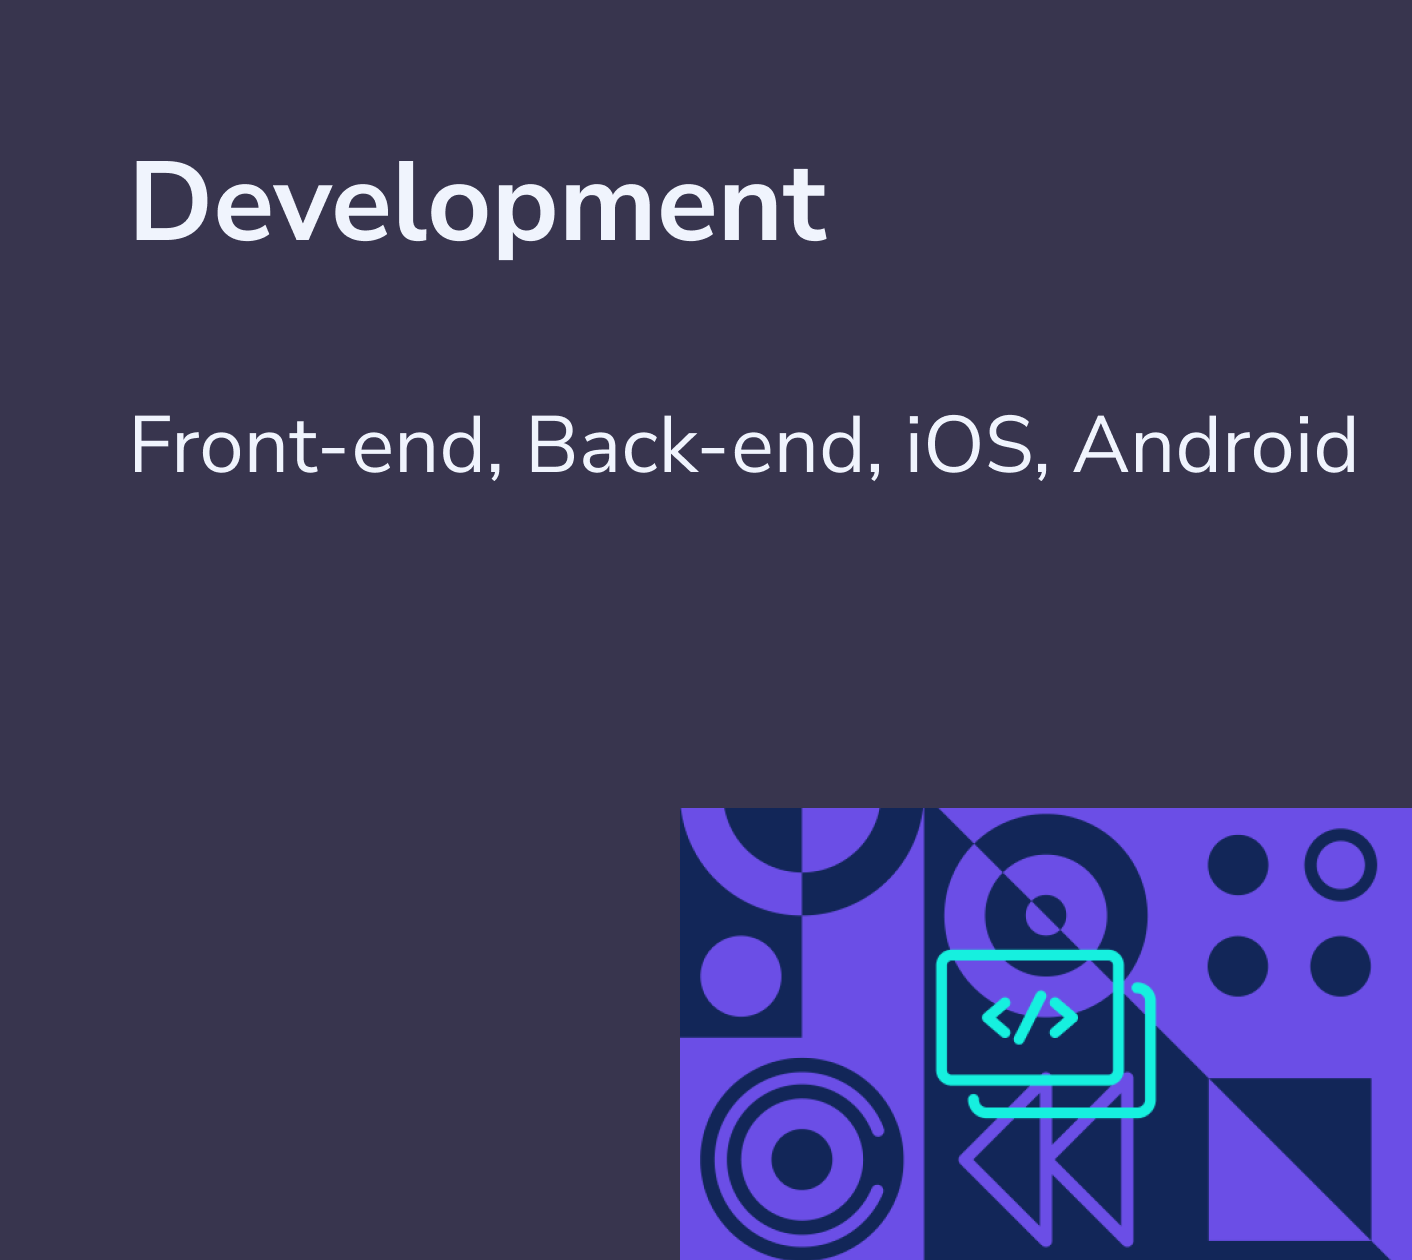 Development
Front-end, Back-end, iOS, Android
</>